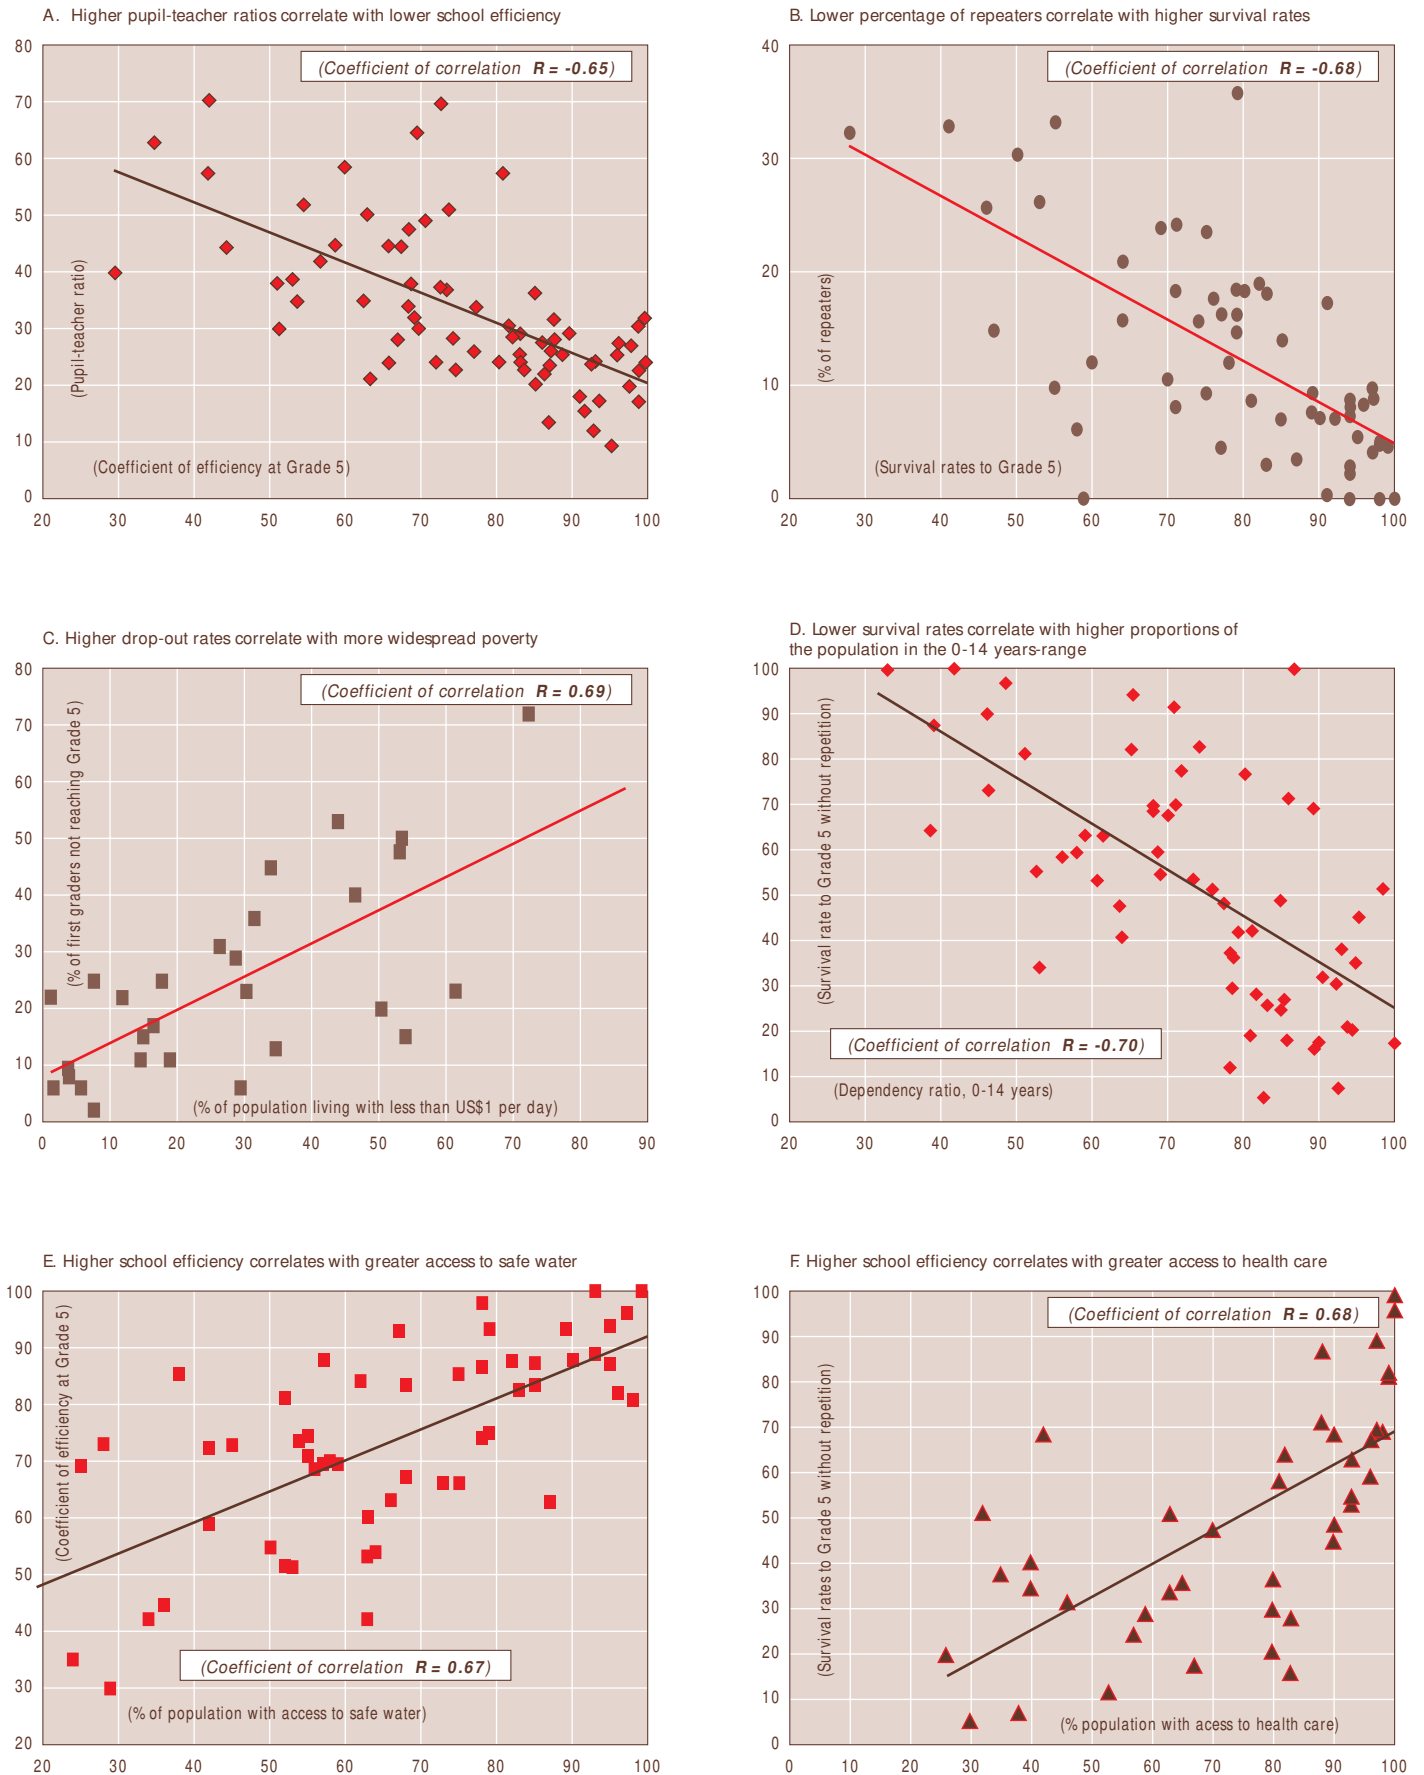 A. Higher pupil-teacher ratios correlate with lower school efficiency
80
70
60
50
40
30
20
10
0
(Coefficient of correlation R = -0.65)
(Pupil-teacher ratio)
(Coefficient of efficiency at Grade 5)
20 30 40 50 60 70 80 90 100
B. Lower percentage of repeaters correlate with higher survival rates
40
30
20
10
0
(Coefficient of correlation R = -0.68)
(% of repeaters)
(Survival rates to Grade 5)
20 30 40 50 60 70 80 90 100
C. Higher drop-out rates correlate with more widespread poverty
80
70
60
50
40
30
20
10
0
(Coefficient of correlation R = 0.69)
(% of first graders not reaching Grade 5)
(% of population living with less than US$1 per day)
0 10 20 30 40 50 60 70 80 90
D. Lower survival rates correlate with higher proportions of
the population in the 0-14 years-range
100
90
80
70
60
50
40
30
20
10
0
(Survival rate to Grade 5 without repetition)
(Coefficient of correlation R = -0.70)
(Dependency ratio, 0-14 years)
20 30 40 50 60 70 80 90 100
E. Higher school efficiency correlates with greater access to safe water
100
90
80
70
60
50
40
30
20
(Coefficient of efficiency at Grade 5)
(Coefficient of correlation R = 0.67)
(% of population with access to safe water)
20 30 40 50 60 70 80 90 100
F. Higher school efficiency correlates with greater access to health care
100
90
80
70
60
50
40
30
20
10
0
(Coefficient of correlation R = 0.68)
(Survival rates to Grade 5 without repetition)
(% population with acess to health care)
0 10 20 30 40 50 60 70 80 90 100